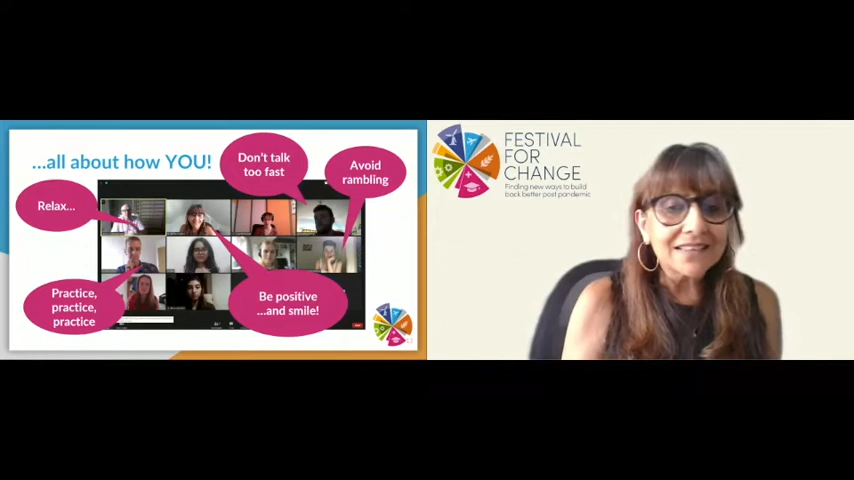 ...all about how YOU!
Don't talk
too fast
Avoid
rambling
Relax...
Practice,
practice,
practice
Be positive
...and smile!
FESTIVAL
FOR
CHANGE
Finding new ways to build
back better post pandemic